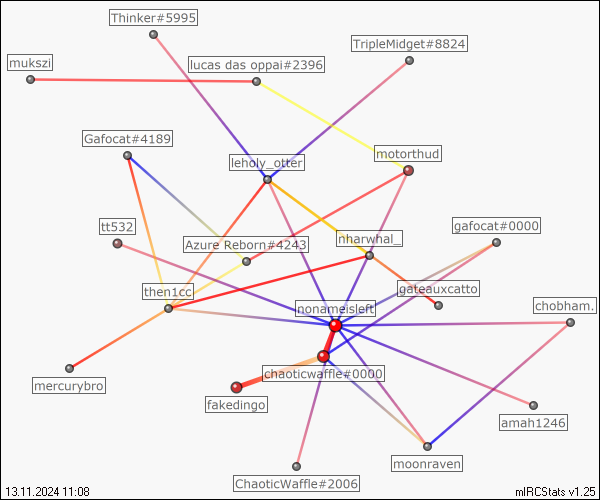 Thinker#5995
TripleMidget#8824
mukszi
lucas das oppai#2396
Gafocat#4189
leholy_otter
motorthud
tt532
Azure Reborn#4243
nharwhal_
gafocat#0000
then1cc
nonameisleft
gateauxcatto
chobham.
mercurybro
chaoticwaffle#0000
fakedingo
amah1246
ChaoticWaffle#2006
moonraven
13.11.2024 11:08
mIRCStats v1.25